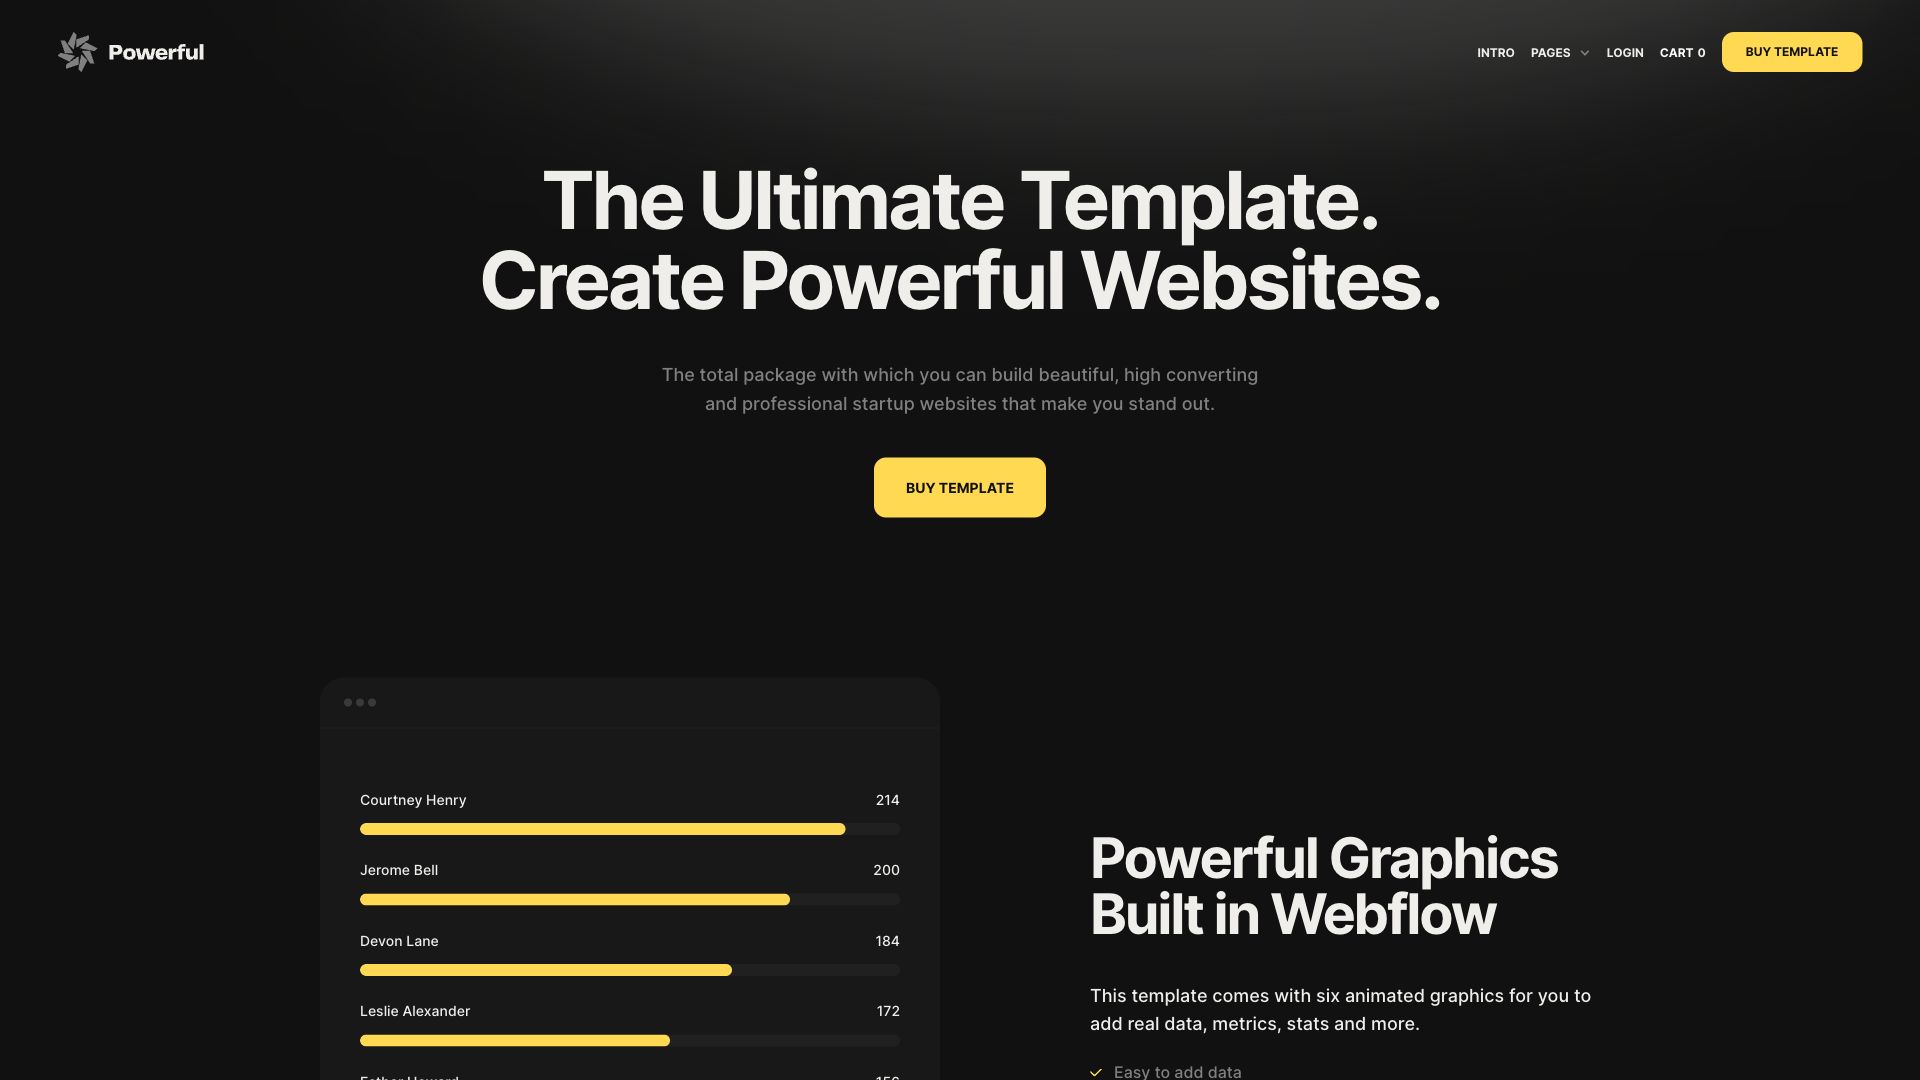 Powerful
INTRO PAGES LOGIN CART 0 BUY TEMPLATE
The Ultimate Template.
Create Powerful Websites.
The total package with which you can build beautiful, high converting
and professional startup websites that make you stand out.
BUY TEMPLATE
Courtney Henry 214
Jerome Bell 200
Devon Lane 184
Leslie Alexander 172
Powerful Graphics
Built in Webflow
This template comes with six animated graphics for you to
add real data, metrics, stats and more.
Easy to add data